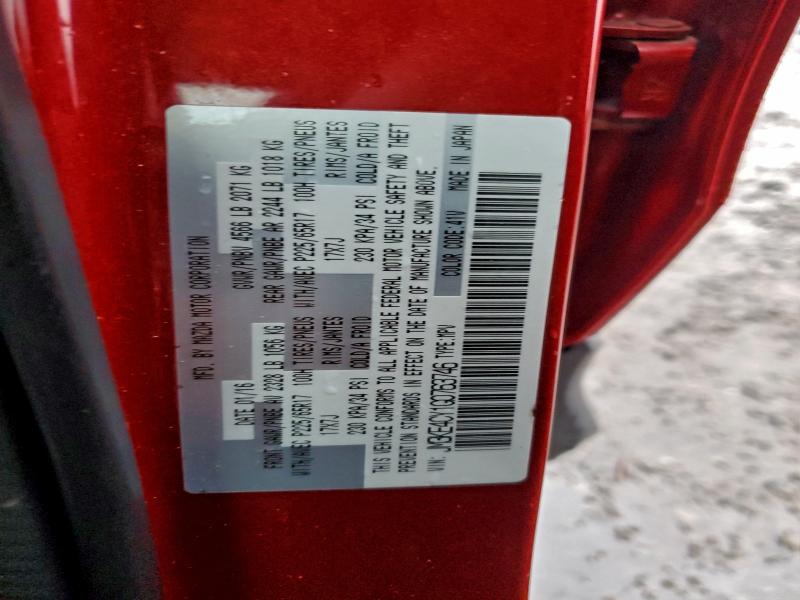 MFD. BY MAZDA MOTOR CORPORATION
DATE 01/16 GVWR/PNBV 4566 LB 2071 KG
FRONT GAWR/PNBE AV 2328 LB 1056 KG REAR GAWR/PNBE AR 2244 LB 1018 KG
WITH/AVEC P225/65R17 100H TIRES/PNEUS WITH/AVEC P225/65R17 100H TIRES/PNEUS
17X7J RIMS/JANTES 17X7J RIMS/JANTES
230 KPA/34 PSI COLD/A FROID 230 KPA/34 PSI COLD/A FROID
THIS VEHICLE CONFORMS TO ALL APPLICABLE FEDERAL MOTOR VEHICLE SAFETY AND THEFT
PREVENTION STANDARDS IN EFFECT ON THE DATE OF MANUFACTURE SHOWN ABOVE.
VIN: JM3KE4CY1G0763746 TYPE:MPV COLOR CODE:41V MADE IN JAPAN